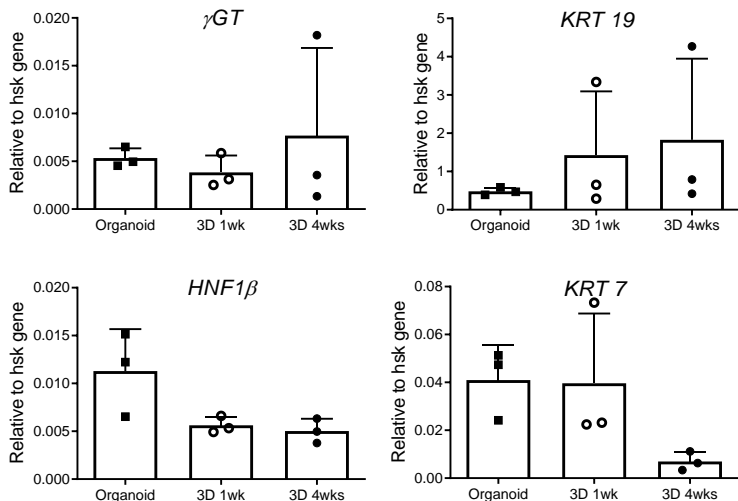 γGT
Relative to hsk gene
0.020
0.015
0.010
0.005
0.000
Organoid
3D 1wk
3D 4wks
KRT 19
Relative to hsk gene
5
4
3
2
1
0
Organoid
3D 1wk
3D 4wks
HNF1β
Relative to hsk gene
0.020
0.015
0.010
0.005
0.000
Organoid
3D 1wk
3D 4wks
KRT 7
Relative to hsk gene
0.08
0.06
0.04
0.02
0.00
Organoid
3D 1wk
3D 4wks